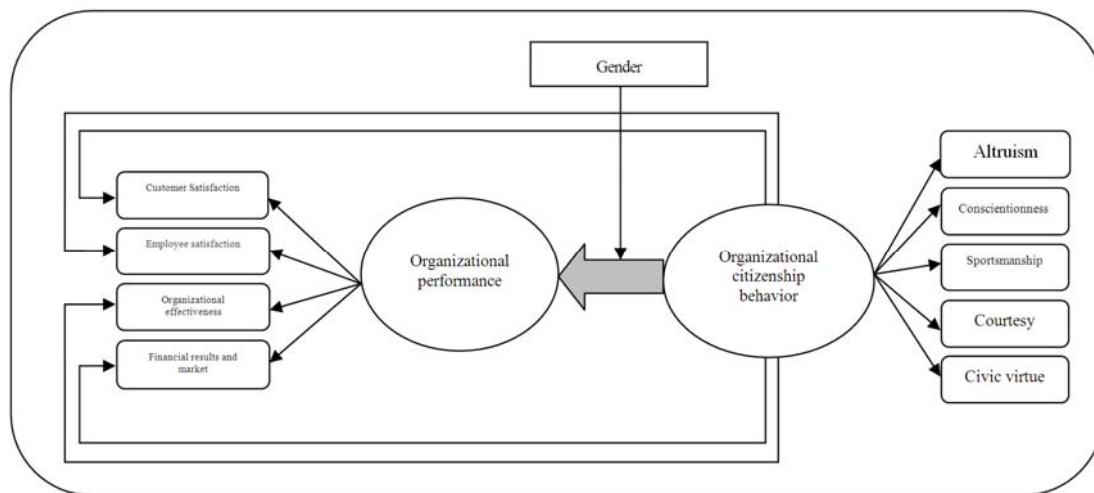 Gender
Customer Satisfaction
Employee satisfaction
Organizational
effectiveness
Financial results and
market
Organizational
performance
Organizational
citizenship
behavior
Altruism
Conscientionness
Sportsmanship
Courtesy
Civic virtue